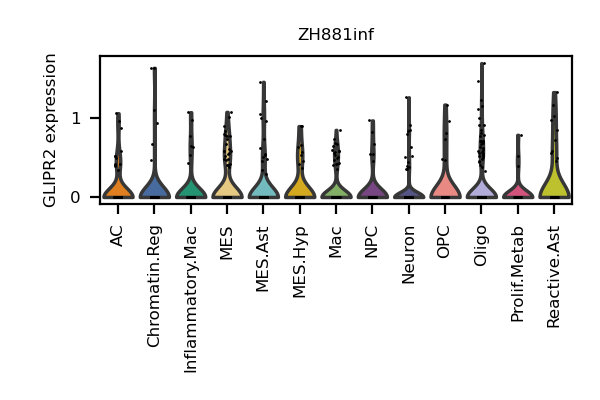 ZH881inf
GLIPR2 expression
1
0
AC
Chromatin.Reg
Inflammatory.Mac
MES
MES.Ast
MES.Hyp
Mac
NPC
Neuron
OPC
Oligo
Prolif.Metab
Reactive.Ast